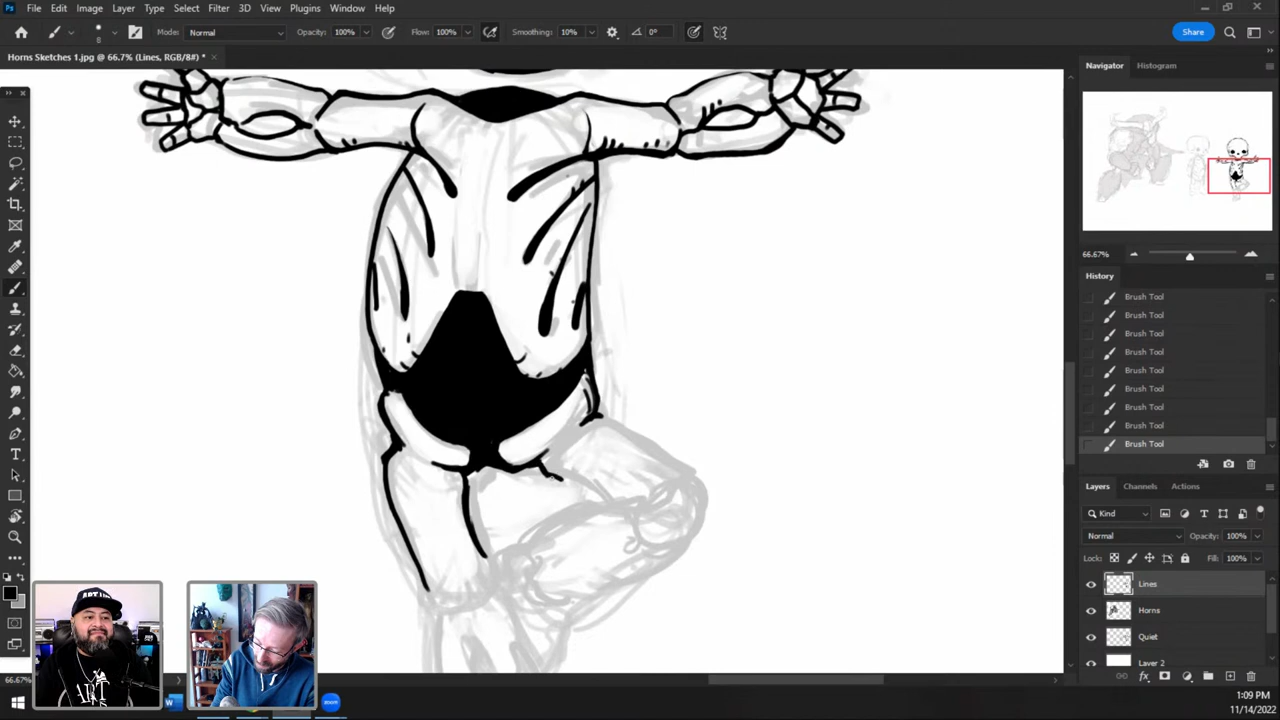 File Edit Image Layer Type Select Filter 3D View Plugins Window Help
Mode: Normal Opacity: 100% Flow: 100% Smoothing: 10% 0° Share
Horns Sketches 1.jpg @ 66.7% (Lines, RGB/8#) *
Navigator Histogram
66.67%
History
Brush Tool
Brush Tool
Brush Tool
Brush Tool
Brush Tool
Brush Tool
Brush Tool
Brush Tool
Brush Tool
Layers Channels Actions
Kind
Normal Opacity: 100%
Lock: Fill: 100%
Lines
Horns
Quiet
Layer 2
66.67%
zoom
1:09 PM
11/14/2022